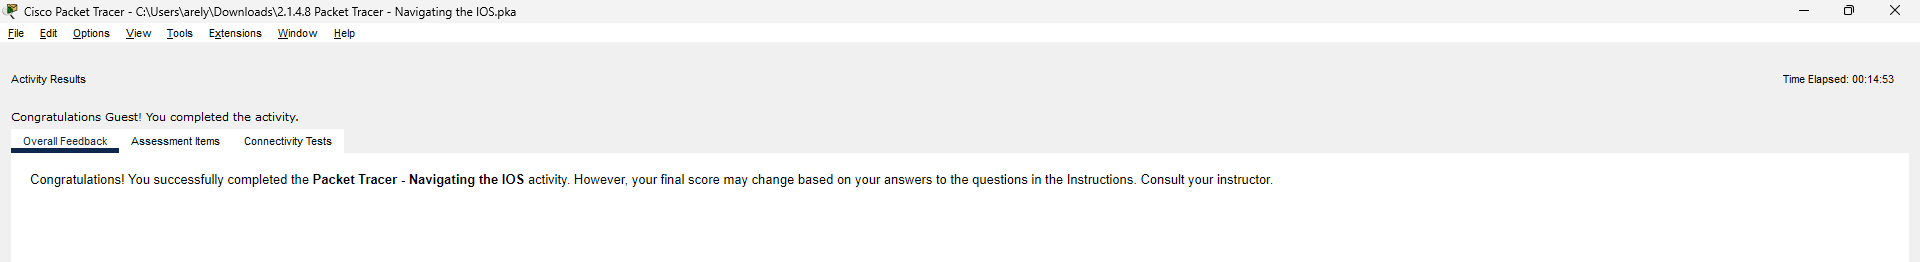 Cisco Packet Tracer - C:\Users\arely\Downloads\2.1.4.8 Packet Tracer - Navigating the IOS.pka
File Edit Options View Tools Extensions Window Help
Activity Results Time Elapsed: 00:14:53
Congratulations Guest! You completed the activity.
Overall Feedback Assessment Items Connectivity Tests
Congratulations! You successfully completed the Packet Tracer - Navigating the IOS activity. However, your final score may change based on your answers to the questions in the Instructions. Consult your instructor.